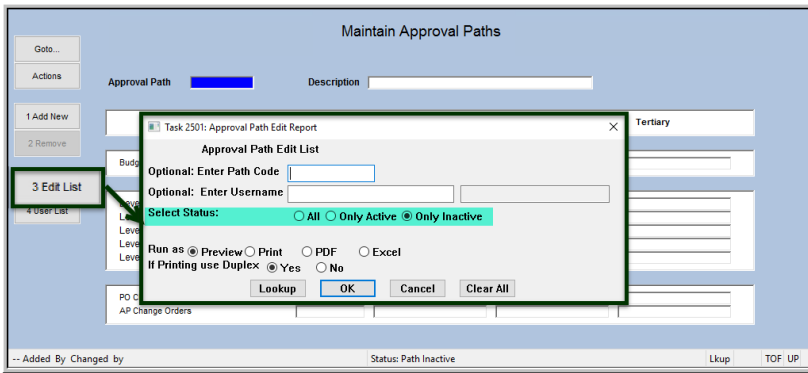 Maintain Approval Paths
Goto...
Actions
Approval Path Description
1 Add New
2 Remove
3 Edit List
4 User List
Tertiary
Task 2501: Approval Path Edit Report
Approval Path Edit List
Optional: Enter Path Code
Optional: Enter Username
Select Status: All Only Active Only Inactive
Run as Preview Print PDF Excel
If Printing use Duplex Yes No
Lookup OK Cancel Clear All
AP Change Orders
-- Added By Changed by Status: Path Inactive Lkup TOF UP